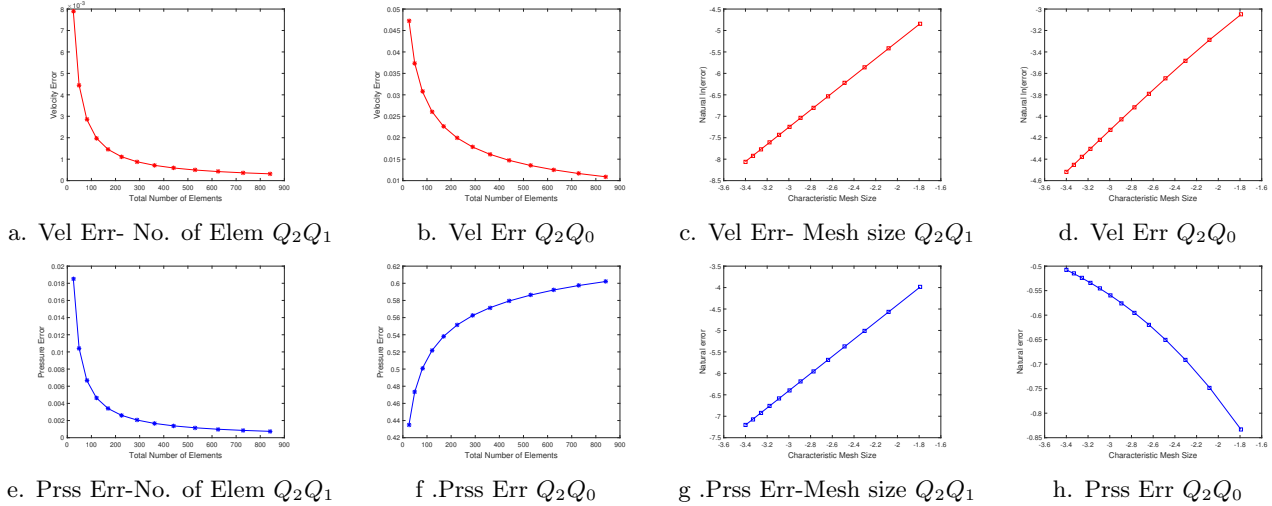 ×10⁻³
8
7
6
5
4
3
2
1
0
Velocity Error
0 100 200 300 400 500 600 700 800 900
Total Number of Elements
a. Vel Err- No. of Elem Q₂Q₁
0.05
0.045
0.04
0.035
0.03
0.025
0.02
0.015
0.01
Velocity Error
0 100 200 300 400 500 600 700 800 900
Total Number of Elements
b. Vel Err Q₂Q₀
-4.5
-5
-5.5
-6
-6.5
-7
-7.5
-8
-8.5
Natural ln(error)
-3.6 -3.4 -3.2 -3 -2.8 -2.6 -2.4 -2.2 -2 -1.8 -1.6
Characteristic Mesh Size
c. Vel Err- Mesh size Q₂Q₁
-3
-3.2
-3.4
-3.6
-3.8
-4
-4.2
-4.4
-4.6
Natural ln(error)
-3.6 -3.4 -3.2 -3 -2.8 -2.6 -2.4 -2.2 -2 -1.8 -1.6
Characteristic Mesh Size
d. Vel Err Q₂Q₀
0.02
0.018
0.016
0.014
0.012
0.01
0.008
0.006
0.004
0.002
0
Pressure Error
0 100 200 300 400 500 600 700 800 900
Total Number of Elements
e. Prss Err-No. of Elem Q₂Q₁
0.62
0.6
0.58
0.56
0.54
0.52
0.5
0.48
0.46
0.44
0.42
Pressure Error
0 100 200 300 400 500 600 700 800 900
Total Number of Elements
f .Prss Err Q₂Q₀
-3.5
-4
-4.5
-5
-5.5
-6
-6.5
-7
-7.5
Natural error
-3.6 -3.4 -3.2 -3 -2.8 -2.6 -2.4 -2.2 -2 -1.8 -1.6
Characteristic Mesh Size
g .Prss Err-Mesh size Q₂Q₁
-0.5
-0.55
-0.6
-0.65
-0.7
-0.75
-0.8
-0.85
Natural error
-3.6 -3.4 -3.2 -3 -2.8 -2.6 -2.4 -2.2 -2 -1.8 -1.6
Characteristic Mesh Size
h. Prss Err Q₂Q₀